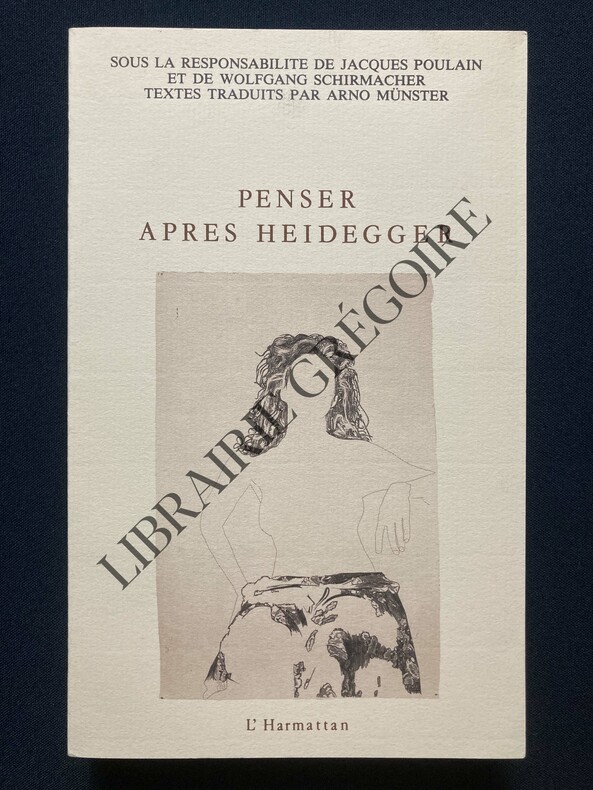 SOUS LA RESPONSABILITE DE JACQUES POULAIN
ET DE WOLFGANG SCHIRMACHER
TEXTES TRADUITS PAR ARNO MÜNSTER
PENSER
APRES HEIDEGGER
LIBRAIRIE GRÉGOIRE
L'Harmattan